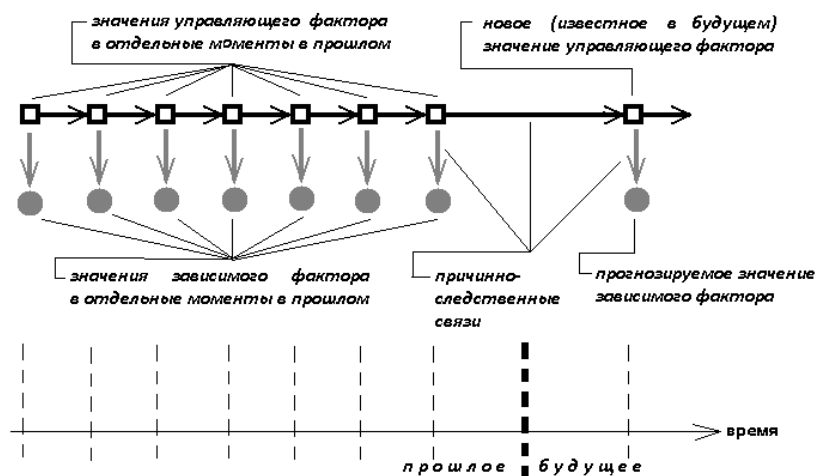 значения управляющего фактора
в отдельные моменты в прошлом
новое (известное в будущем)
значение управляющего фактора
значения зависимого фактора
в отдельные моменты в прошлом
причинно-
следственные
связи
прогнозируемое значение
зависимого фактора
время
прошлое будущее